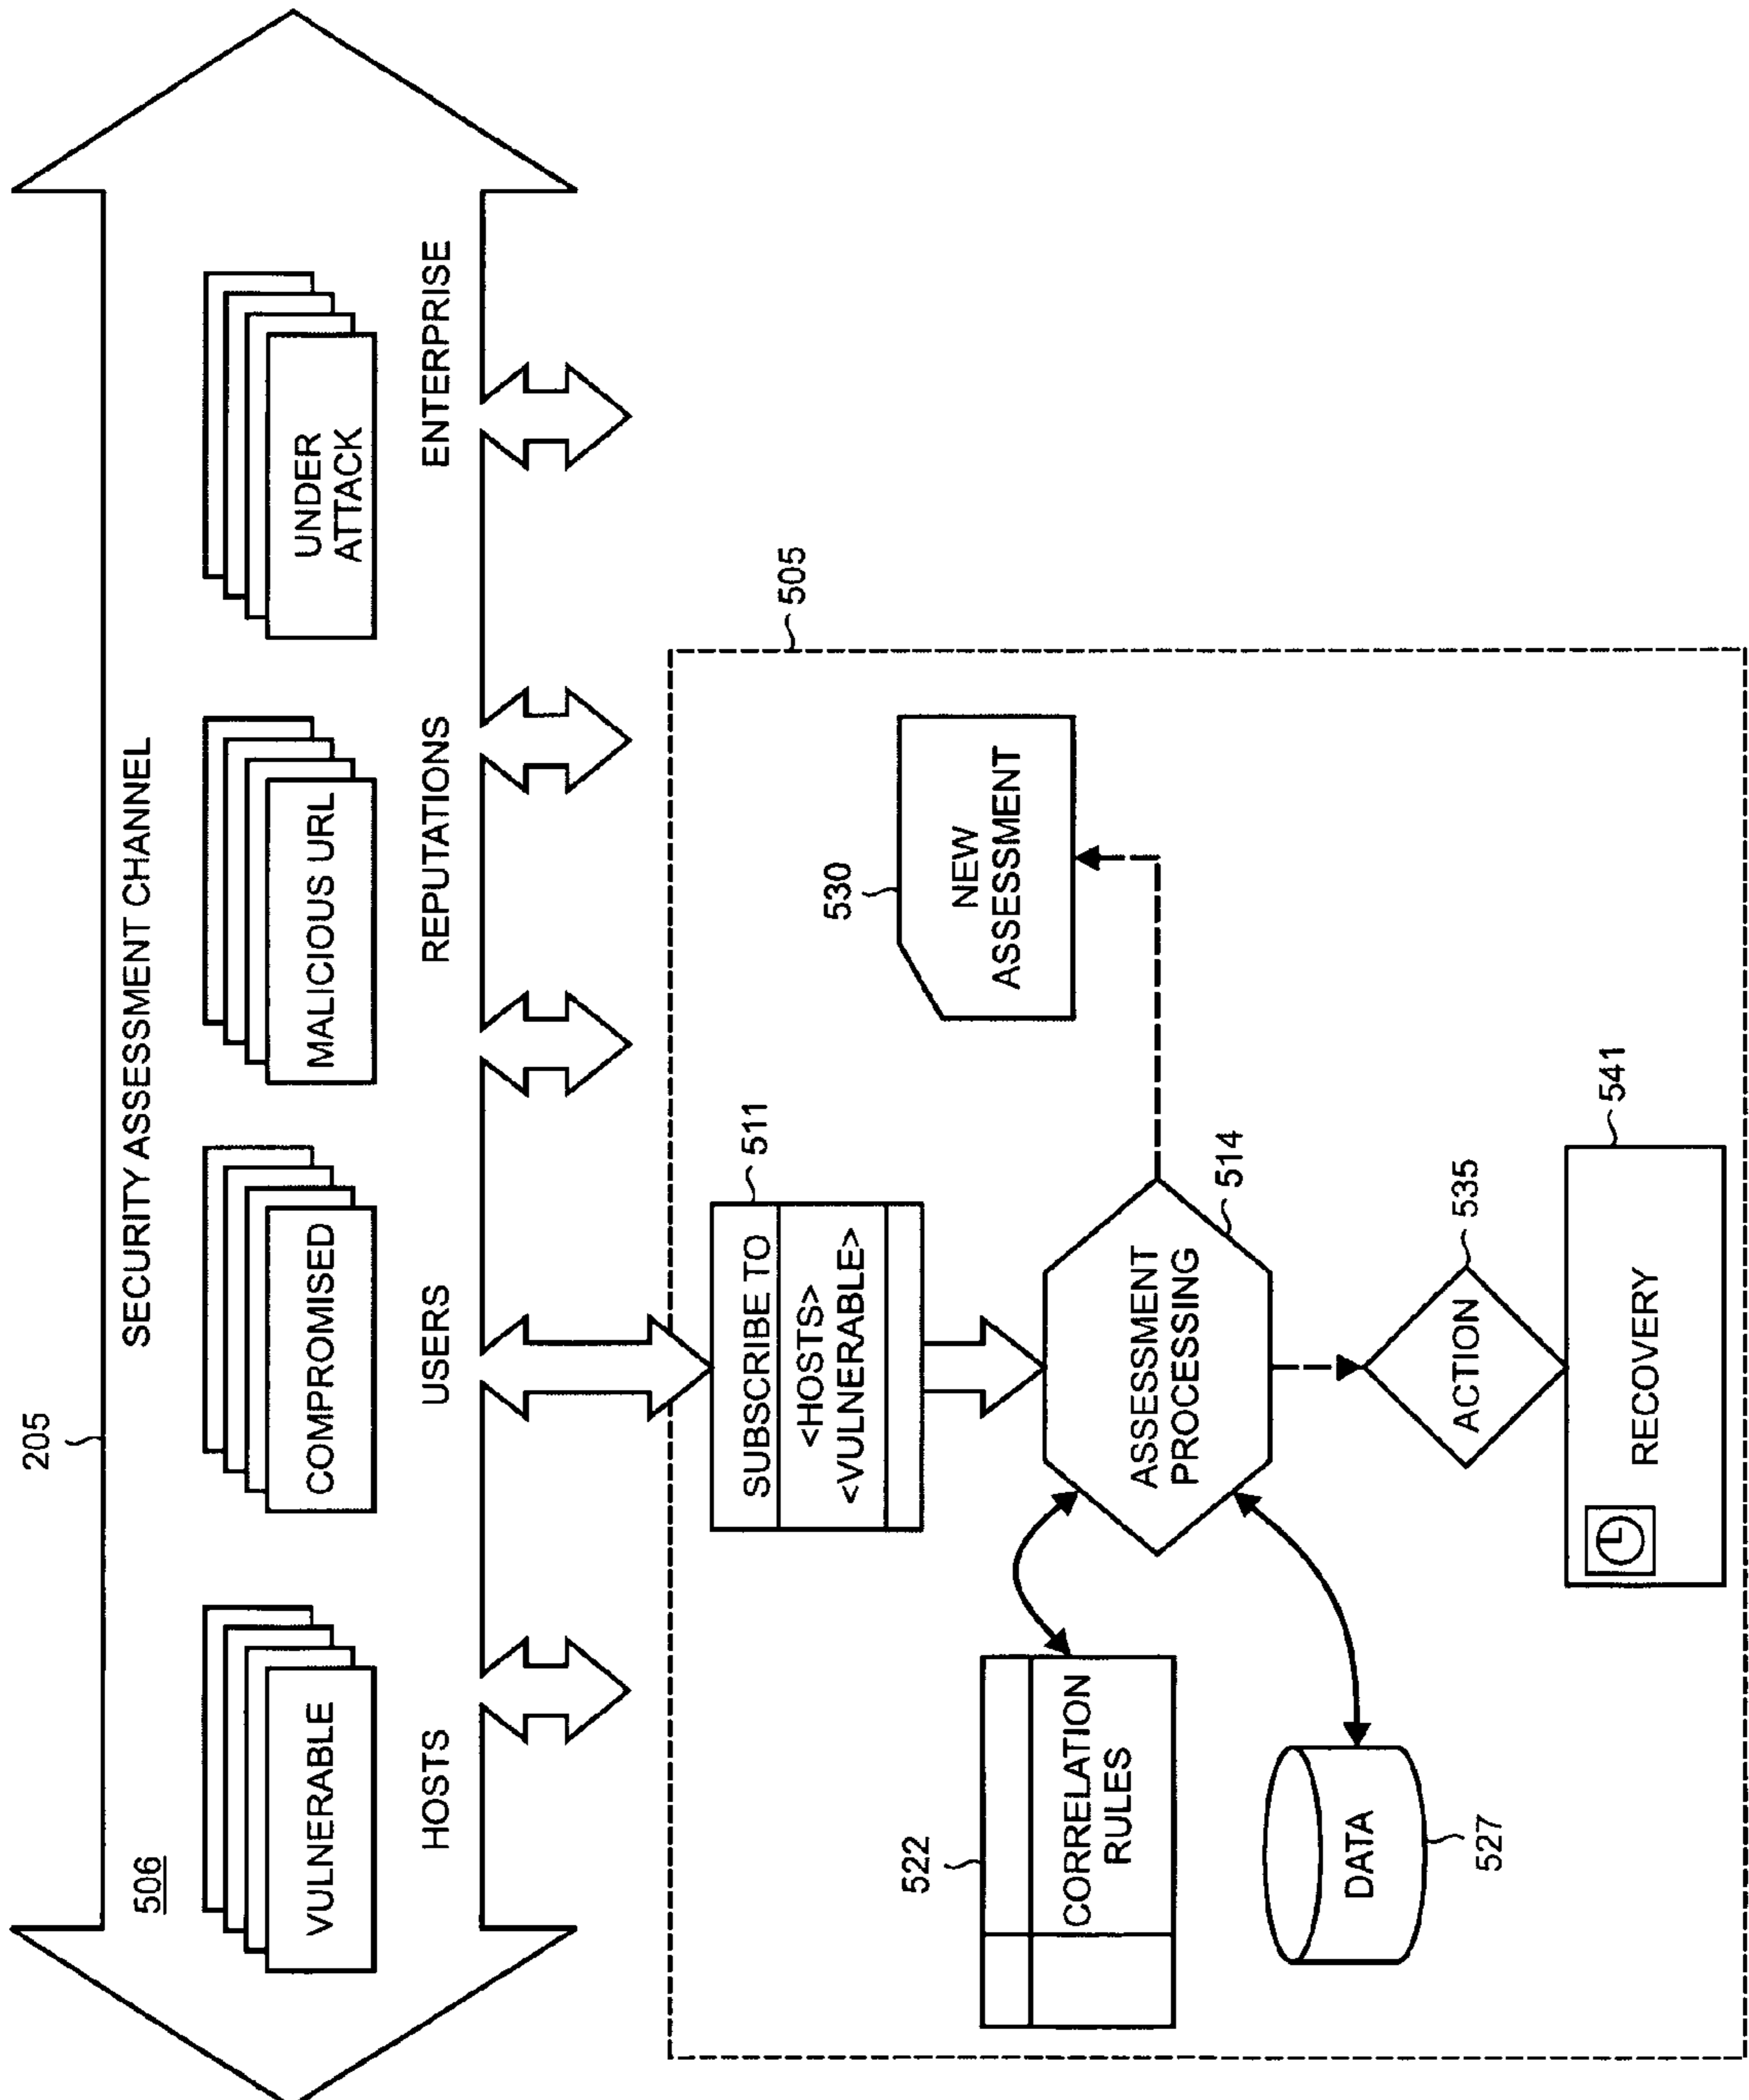 205
SECURITY ASSESSMENT CHANNEL
506
VULNERABLE
COMPROMISED
MALICIOUS URL
UNDER
ATTACK
HOSTS
USERS
REPUTATIONS
ENTERPRISE
505
SUBSCRIBE TO
<HOSTS>
<VULNERABLE>
511
522
CORRELATION
RULES
530
NEW
ASSESSMENT
ASSESSMENT
PROCESSING
514
DATA
527
ACTION
535
RECOVERY
541